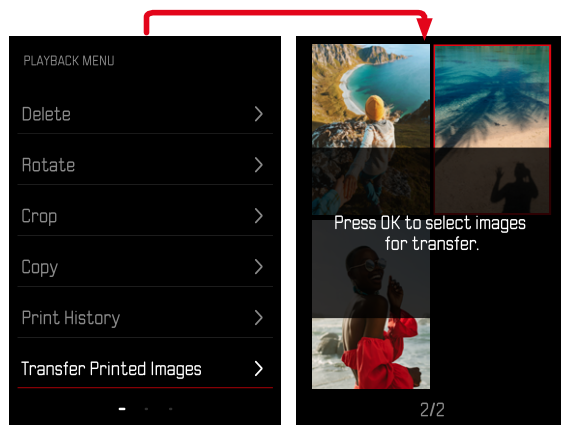 PLAYBACK MENU
Delete
Rotate
Crop
Copy
Print History
Transfer Printed Images
Press OK to select images
for transfer.
2/2